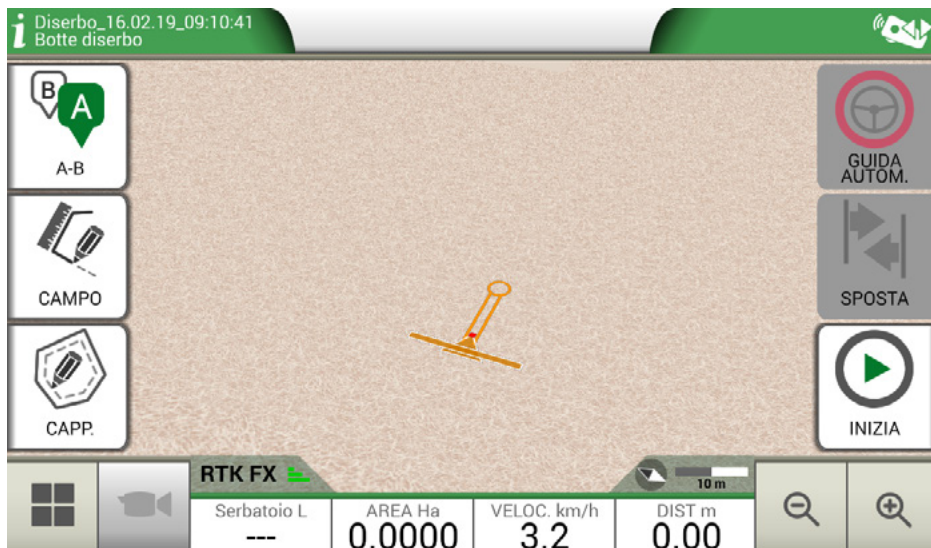 Diserbo_16.02.19_09:10:41
Botte diserbo
B
A
A-B
CAMPO
CAPP.
GUIDA
AUTOM.
SPOSTA
INIZIA
RTK FX
10 m
Serbatoio L
---
AREA Ha
0.0000
VELOC. km/h
3.2
DIST m
0.00